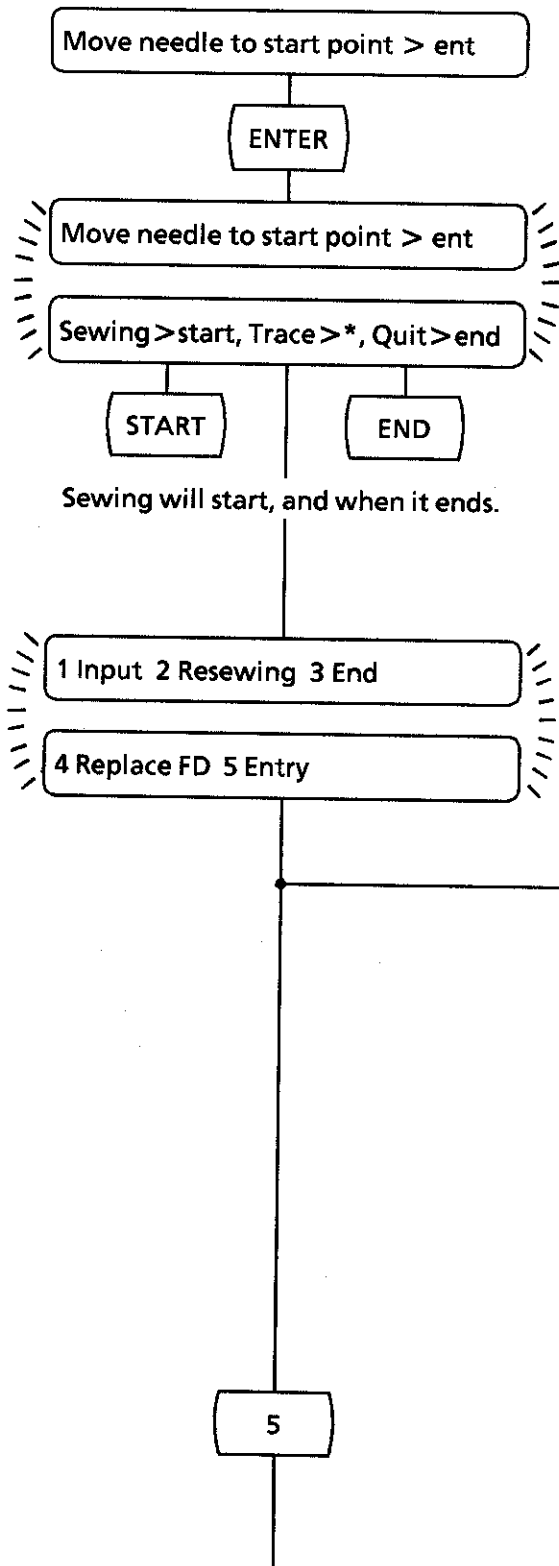 Move needle to start point > ent
ENTER
Move needle to start point > ent
Sewing>start, Trace>*, Quit>end
START END
Sewing will start, and when it ends.
1 Input 2 Resewing 3 End
4 Replace FD 5 Entry
5